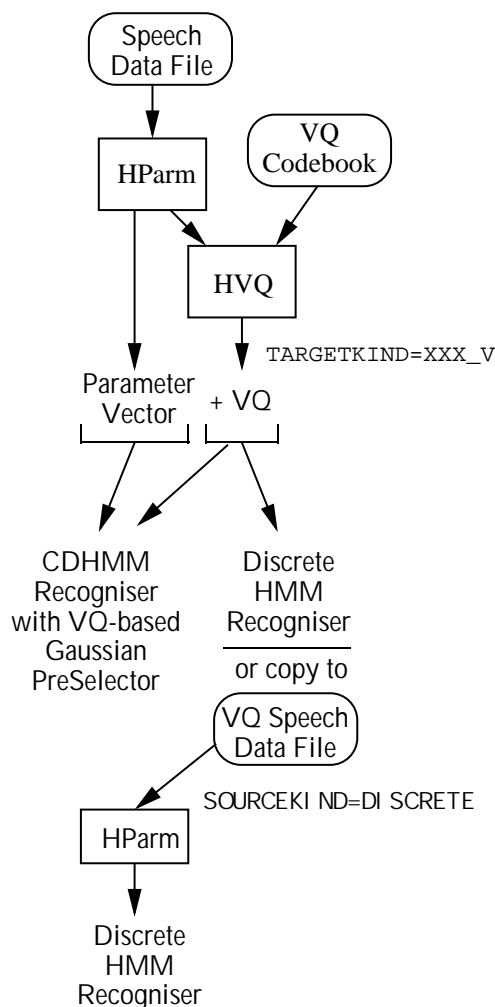 Speech
Data File
VQ
Codebook
HParm
HVQ
TARGETKIND=XXX_V
Parameter
Vector
+ VQ
CDHMM
Recogniser
with VQ-based
Gaussian
PreSelector
Discrete
HMM
Recogniser
or copy to
VQ Speech
Data File
SOURCEKIND=DISCRETE
HParm
Discrete
HMM
Recogniser